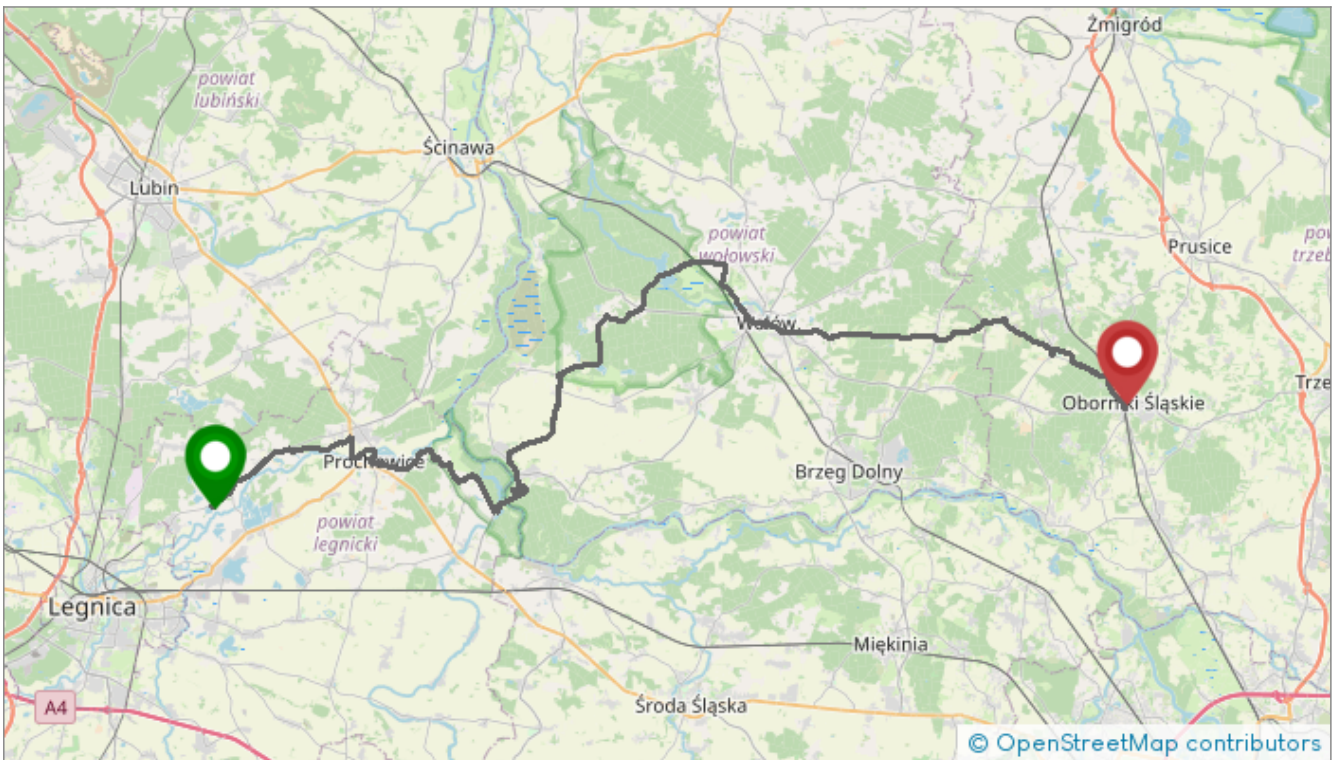 Żmigród
powiat
lubiński
Ścinawa
Lubin
powiat
wołowski
Prusice
pow
trzeb
Wołów
Trze
Oborniki Śląskie
Prochowice
Brzeg Dolny
powiat
legnicki
Legnica
Miękinia
A4
Środa Śląska
© OpenStreetMap contributors